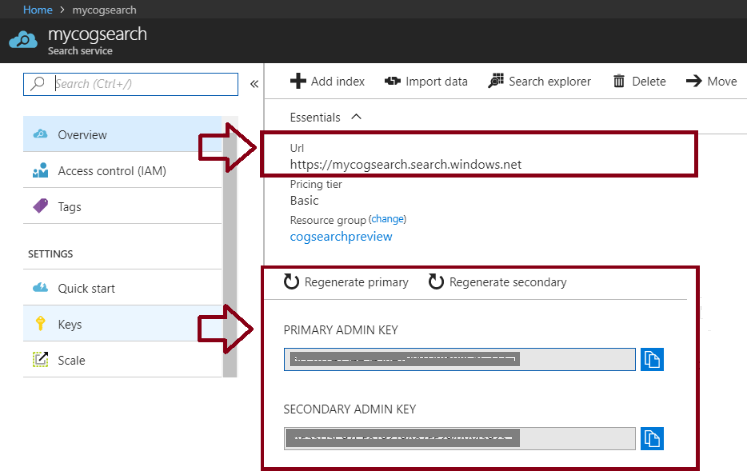 Home > mycogsearch
mycogsearch
Search service
Search (Ctrl+/)
«
Overview
Access control (IAM)
Tags
SETTINGS
Quick start
Keys
Scale
Add index
Import data
Search explorer
Delete
Move
Essentials
Url
https://mycogsearch.search.windows.net
Pricing tier
Basic
Resource group (change)
cogsearchpreview
Regenerate primary
Regenerate secondary
PRIMARY ADMIN KEY
SECONDARY ADMIN KEY